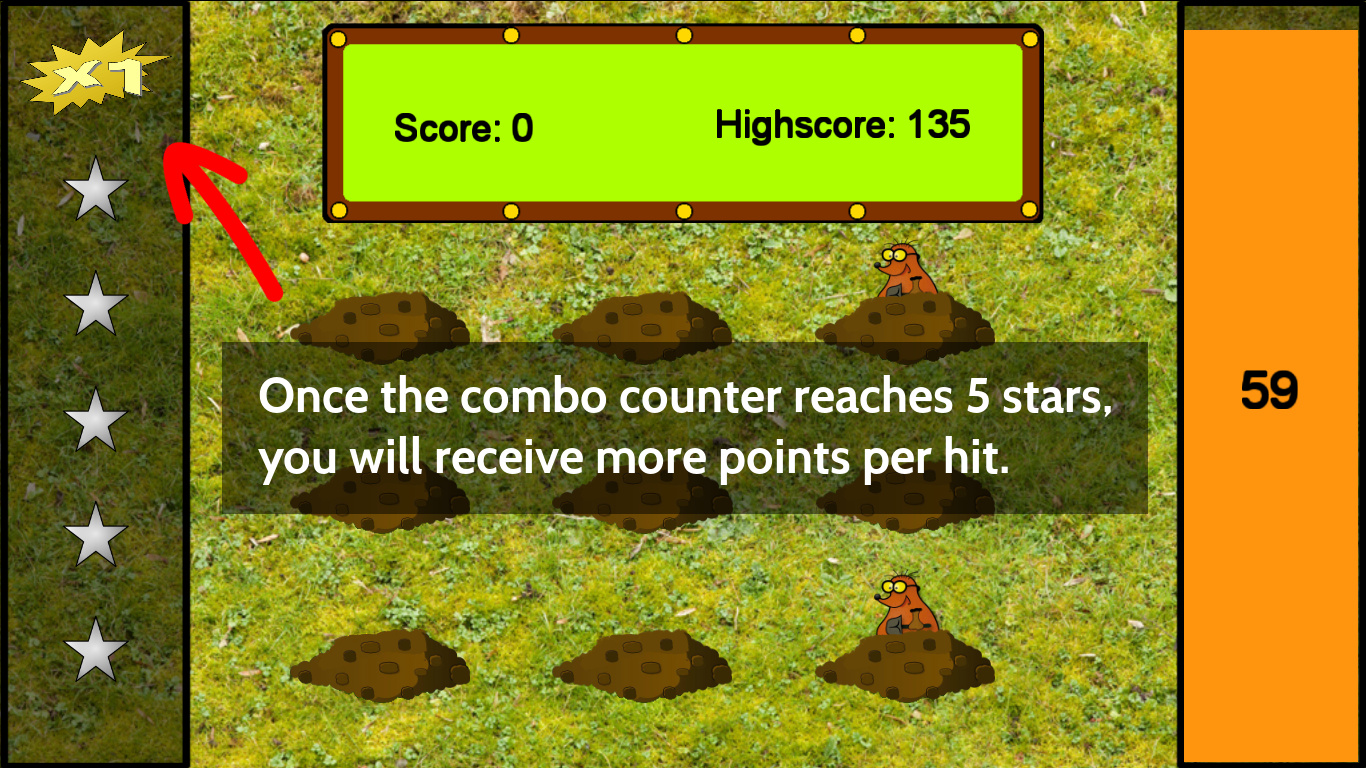 x1
Score: 0
Highscore: 135
59
Once the combo counter reaches 5 stars,
you will receive more points per hit.